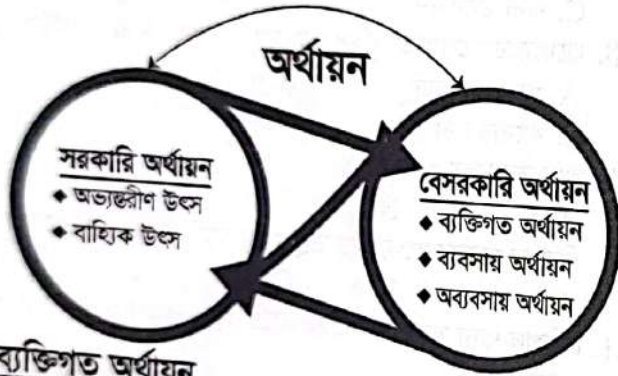 অর্থায়ন
সরকারি অর্থায়ন
◆ অভ্যন্তরীণ উৎস
◆ বাহ্যিক উৎস
বেসরকারি অর্থায়ন
◆ ব্যক্তিগত অর্থায়ন
◆ ব্যবসায় অর্থায়ন
◆ অব্যবসায় অর্থায়ন
ব্যক্তিগত অর্থায়ন